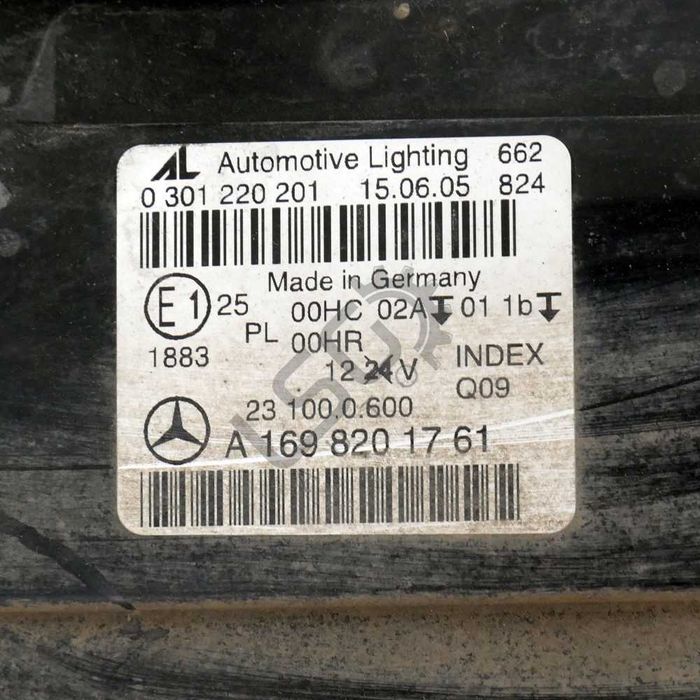 AL Automotive Lighting 662
0 301 220 201 15.06.05 824
Made in Germany
E1 25 00HC 02A 01 1b
PL 00HR
1883 12 24 V INDEX
Q09
23 100,0.600
A 169 820 17 61
LSC